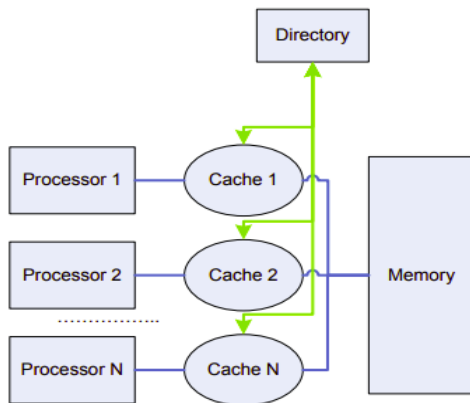 Directory
Processor 1
Cache 1
Processor 2
Cache 2
Memory
Processor N
Cache N